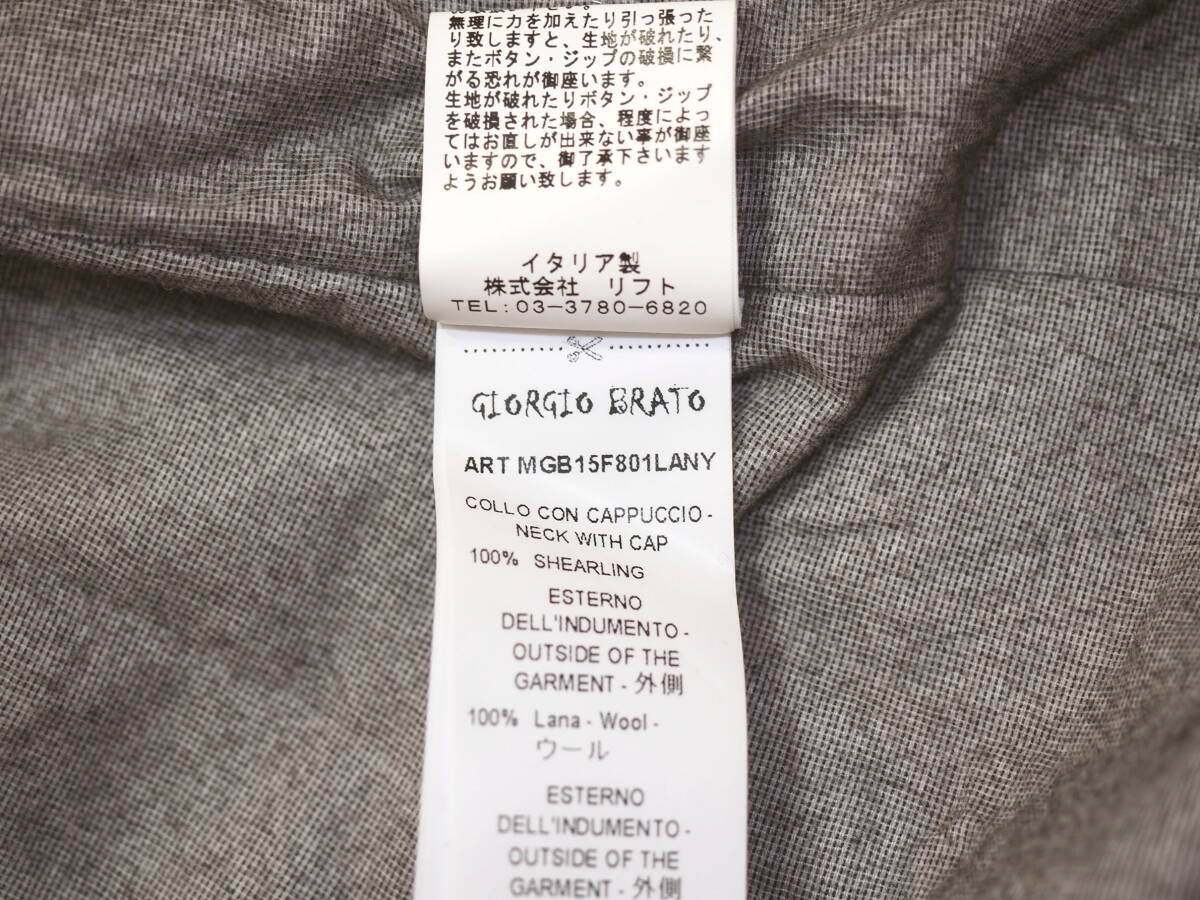 無理に力を加えたり引っ張った
り致しますと、生地が破れたり、
またボタン・ジップの破損に繋
がる恐れが御座います。
生地が破れたりボタン・ジップ
を破損された場合、程度によっ
てはお直しが出来ない事が御座
いますので、御了承下さいます
ようお願い致します。
イタリア製
株式会社 リフト
TEL:03-3780-6820
GIORGIO BRATO
ART MGB15F801LANY
COLLO CON CAPPUCCIO -
NECK WITH CAP
100% SHEARLING
ESTERNO
DELL'INDUMENTO -
OUTSIDE OF THE
GARMENT - 外側
100% Lana - Wool -
ウール
ESTERNO
DELL'INDUMENTO -
OUTSIDE OF THE
GARMENT - 外側